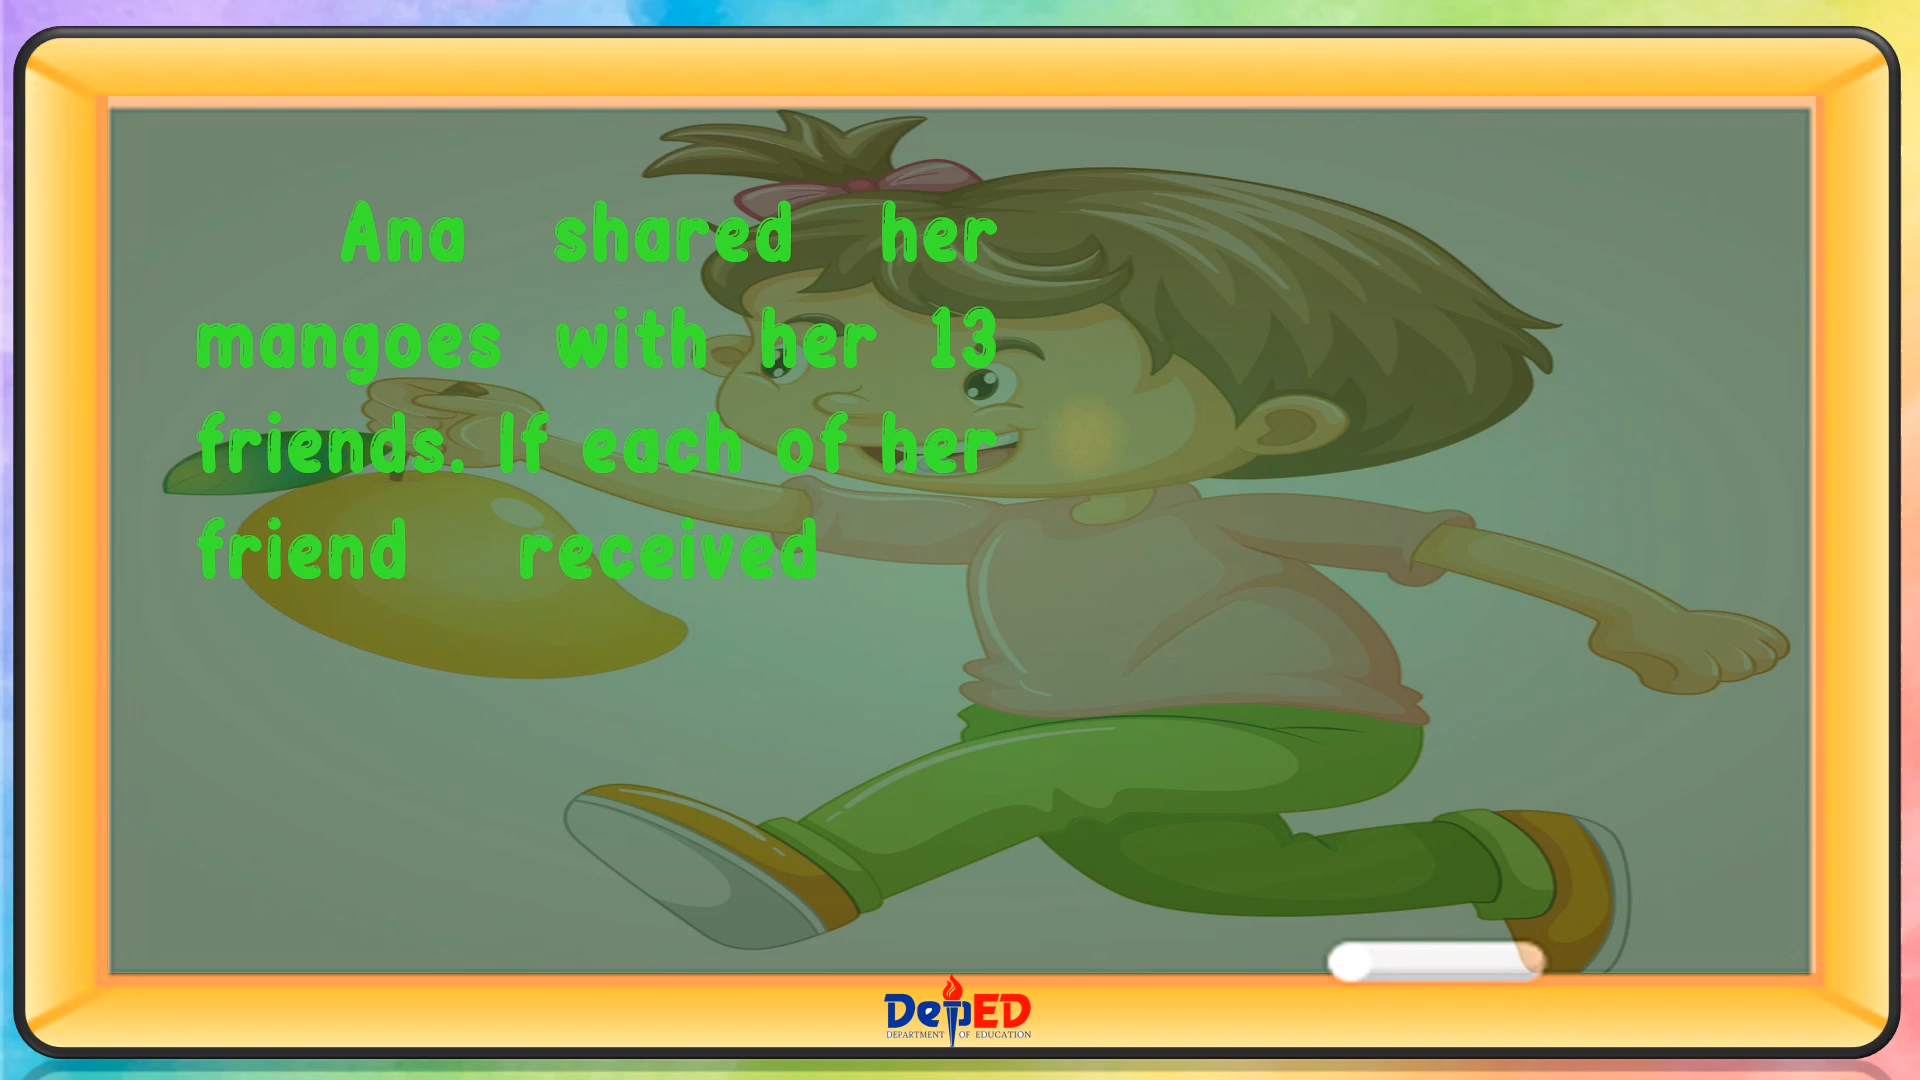 Ana shared her
mangoes with her 13
friends. If each of her
friend received
DepED
DEPARTMENT OF EDUCATION